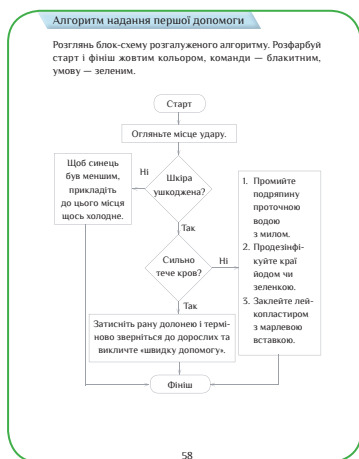 Алгоритм надання першої допомоги
Розглянь блок-схему розгалуженого алгоритму. Розфарбуй
старт і фініш жовтим кольором, команди — блакитним,
умову — зеленим.
Старт
Огляньте місце удару.
Щоб синець
був меншим,
прикладіть
до цього місця
щось холодне.
Ні
Шкіра
ушкоджена?
Так
Сильно
тече кров?
Ні
Так
1. Промийте
подряпину
проточною
водою
з милом.
2. Продезінфі-
куйте краї
йодом чи
зеленкою.
3. Заклейте лей-
копластиром
з марлевою
вставкою.
Затисніть рану долонею і термі-
ново зверніться до дорослих та
викличте «швидку допомогу».
Фініш
58